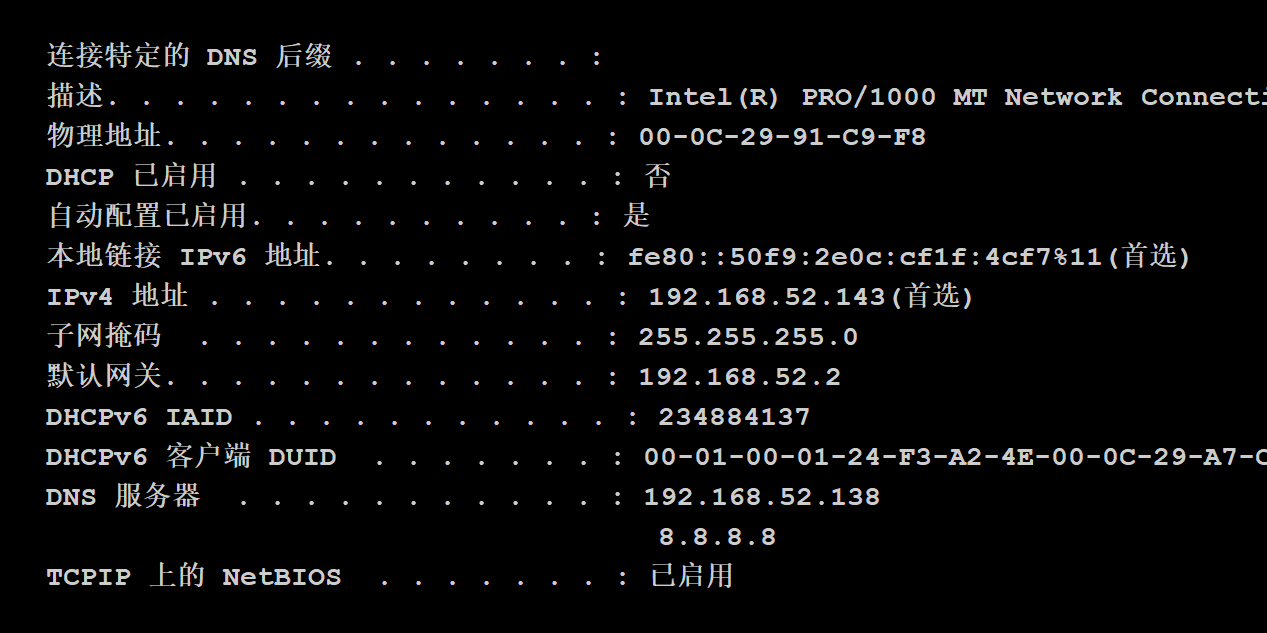 连接特定的 DNS 后缀 . . . . . . . :
描述. . . . . . . . . . . . . . . : Intel(R) PRO/1000 MT Network Connecti
物理地址. . . . . . . . . . . . . : 00-0C-29-91-C9-F8
DHCP 已启用 . . . . . . . . . . . : 否
自动配置已启用. . . . . . . . . . : 是
本地链接 IPv6 地址. . . . . . . . : fe80::50f9:2e0c:cf1f:4cf7%11(首选)
IPv4 地址 . . . . . . . . . . . . : 192.168.52.143(首选)
子网掩码  . . . . . . . . . . . . : 255.255.255.0
默认网关. . . . . . . . . . . . . : 192.168.52.2
DHCPv6 IAID . . . . . . . . . . . : 234884137
DHCPv6 客户端 DUID  . . . . . . . : 00-01-00-01-24-F3-A2-4E-00-0C-29-A7-
DNS 服务器  . . . . . . . . . . . : 192.168.52.138
8.8.8.8
TCPIP 上的 NetBIOS  . . . . . . . : 已启用